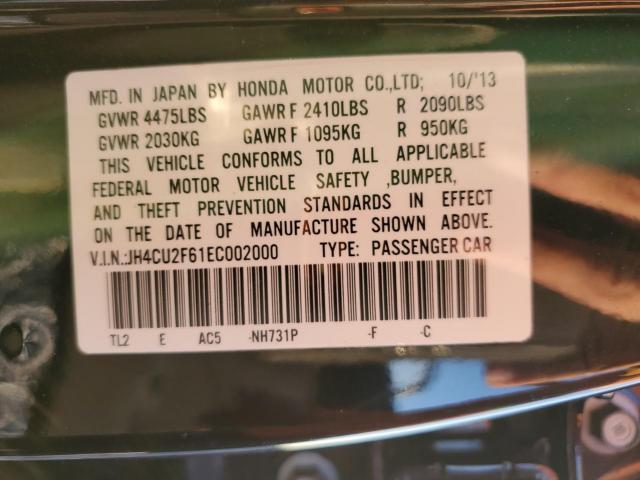 MFD. IN JAPAN BY HONDA MOTOR CO.,LTD; 10/'13
GVWR 4475LBS GAWR F 2410LBS R 2090LBS
GVWR 2030KG GAWR F 1095KG R 950KG
THIS VEHICLE CONFORMS TO ALL APPLICABLE
FEDERAL MOTOR VEHICLE SAFETY ,BUMPER,
AND THEFT PREVENTION STANDARDS IN EFFECT
ON THE DATE OF MANUFACTURE SHOWN ABOVE.
V.I.N.:JH4CU2F61EC002000 TYPE: PASSENGER CAR
TL2 E AC5 -NH731P -F -C